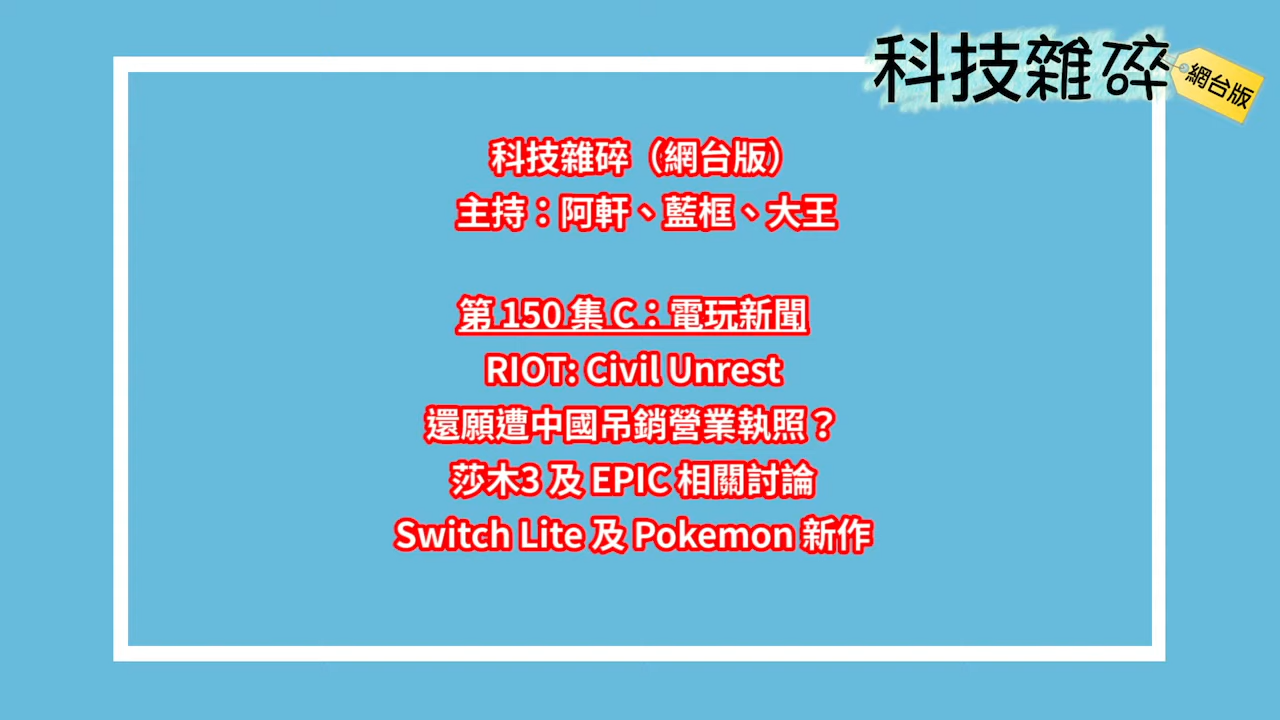 科技雜碎
網台版
科技雜碎（網台版）
主持：阿軒、藍框、大王
第 150 集 C：電玩新聞
RIOT: Civil Unrest
還願遭中國吊銷營業執照？
莎木3 及 EPIC 相關討論
Switch Lite 及 Pokemon 新作